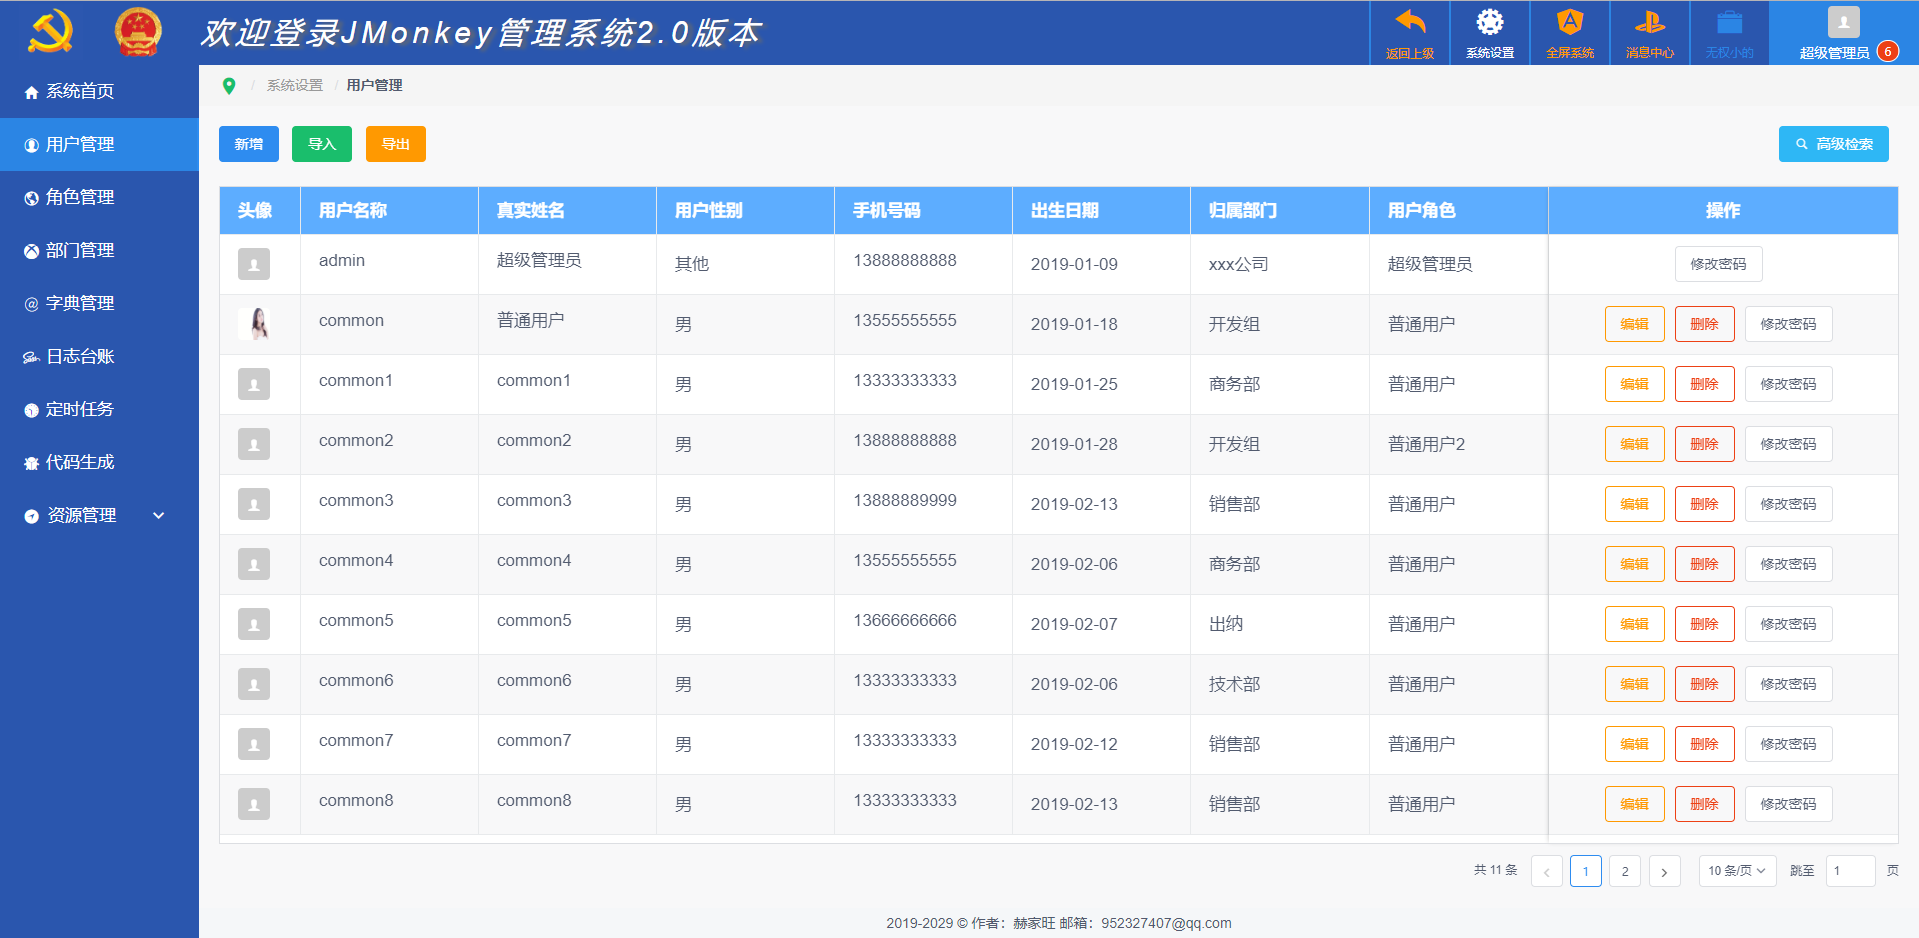 欢迎登录JMonkey管理系统2.0版本
返回上级
系统设置
全屏系统
消息中心
无权小的
超级管理员 6
系统首页
用户管理
角色管理
部门管理
字典管理
日志台账
定时任务
代码生成
资源管理
/ 系统设置 / 用户管理
新增 导入 导出 高级检索
头像 用户名称 真实姓名 用户性别 手机号码 出生日期 归属部门 用户角色 操作
admin 超级管理员 其他 13888888888 2019-01-09 xxx公司 超级管理员 修改密码
common 普通用户 男 13555555555 2019-01-18 开发组 普通用户 编辑 删除 修改密码
common1 common1 男 13333333333 2019-01-25 商务部 普通用户 编辑 删除 修改密码
common2 common2 男 13888888888 2019-01-28 开发组 普通用户2 编辑 删除 修改密码
common3 common3 男 13888889999 2019-02-13 销售部 普通用户 编辑 删除 修改密码
common4 common4 男 13555555555 2019-02-06 商务部 普通用户 编辑 删除 修改密码
common5 common5 男 13666666666 2019-02-07 出纳 普通用户 编辑 删除 修改密码
common6 common6 男 13333333333 2019-02-06 技术部 普通用户 编辑 删除 修改密码
common7 common7 男 13333333333 2019-02-12 销售部 普通用户 编辑 删除 修改密码
common8 common8 男 13333333333 2019-02-13 销售部 普通用户 编辑 删除 修改密码
共 11 条 1 2 10 条/页 跳至 1 页
2019-2029 © 作者：赫家旺 邮箱：952327407@qq.com